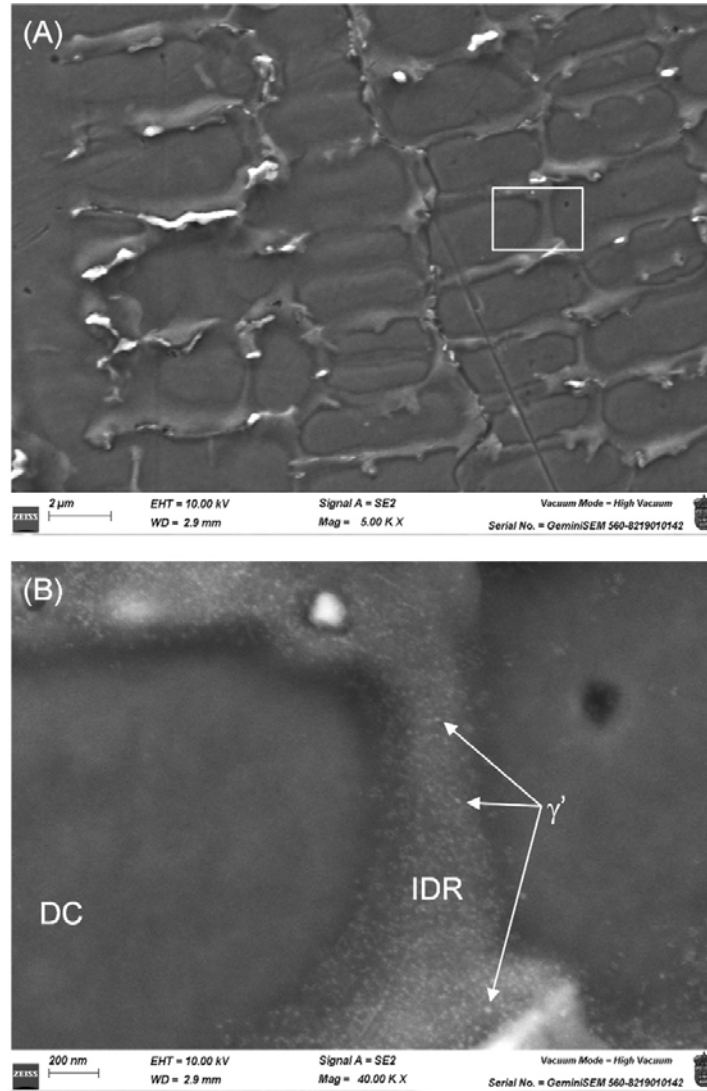 (A)
ZEISS
2 µm
EHT = 10.00 kV
WD = 2.9 mm
Signal A = SE2
Mag = 5.00 K X
Vacuum Mode = High Vacuum
Serial No. = GeminiSEM 560-8219010142
(B)
γ'
IDR
DC
ZEISS
200 nm
EHT = 10.00 kV
WD = 2.9 mm
Signal A = SE2
Mag = 40.00 K X
Vacuum Mode = High Vacuum
Serial No. = GeminiSEM 560-8219010142